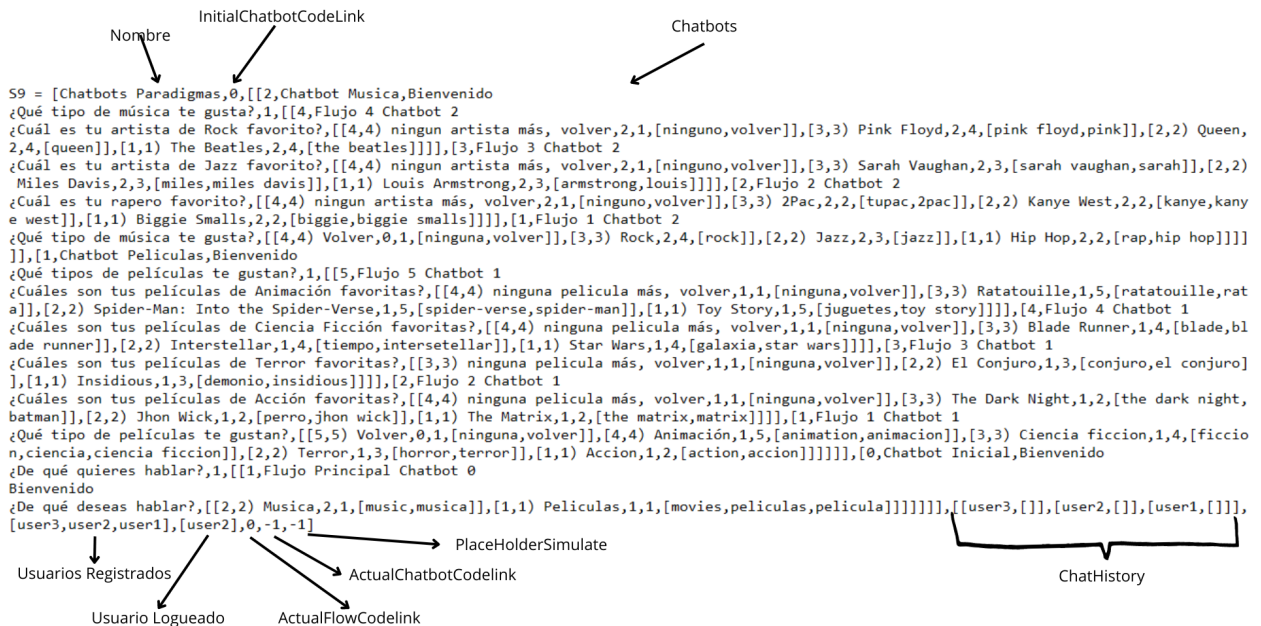 InitialChatbotCodeLink
Nombre
Chatbots
S9 = [Chatbots Paradigmas,0,[[2,Chatbot Musica,Bienvenido
¿Qué tipo de música te gusta?,1,[[4,Flujo 4 Chatbot 2
¿Cuál es tu artista de Rock favorito?,[[4,4) ningun artista más, volver,2,1,[ninguno,volver]],[3,3) Pink Floyd,2,4,[pink floyd,pink]],[2,2) Queen,
2,4,[queen]],[1,1) The Beatles,2,4,[the beatles]]]],[3,Flujo 3 Chatbot 2
¿Cuál es tu artista de Jazz favorito?,[[4,4) ningun artista más, volver,2,1,[ninguno,volver]],[3,3) Sarah Vaughan,2,3,[sarah vaughan,sarah]],[2,2)
Miles Davis,2,3,[miles,miles davis]],[1,1) Louis Armstrong,2,3,[armstrong,louis]]]],[2,Flujo 2 Chatbot 2
¿Cuál es tu rapero favorito?,[[4,4) ningun artista más, volver,2,1,[ninguno,volver]],[3,3) 2Pac,2,2,[tupac,2pac]],[2,2) Kanye West,2,2,[kanye,kany
e west]],[1,1) Biggie Smalls,2,2,[biggie,biggie smalls]]]],[1,Flujo 1 Chatbot 2
¿Qué tipo de música te gusta?,[[4,4) Volver,0,1,[ninguna,volver]],[3,3) Rock,2,4,[rock]],[2,2) Jazz,2,3,[jazz]],[1,1) Hip Hop,2,2,[rap,hip hop]]]]
]],[1,Chatbot Peliculas,Bienvenido
¿Qué tipos de películas te gustan?,1,[[5,Flujo 5 Chatbot 1
¿Cuáles son tus películas de Animación favoritas?,[[4,4) ninguna pelicula más, volver,1,1,[ninguna,volver]],[3,3) Ratatouille,1,5,[ratatouille,rat
a]],[2,2) Spider-Man: Into the Spider-Verse,1,5,[spider-verse,spider-man]],[1,1) Toy Story,1,5,[juguetes,toy story]]]],[4,Flujo 4 Chatbot 1
¿Cuáles son tus películas de Ciencia Ficción favoritas?,[[4,4) ninguna pelicula más, volver,1,1,[ninguna,volver]],[3,3) Blade Runner,1,4,[blade,bl
ade runner]],[2,2) Interstellar,1,4,[tiempo,intersetellar]],[1,1) Star Wars,1,4,[galaxia,star wars]]]],[3,Flujo 3 Chatbot 1
¿Cuáles son tus películas de Terror favoritas?,[[3,3) ninguna pelicula más, volver,1,1,[ninguna,volver]],[2,2) El Conjuro,1,3,[conjuro,el conjuro]
],[1,1) Insidious,1,3,[demonio,insidious]]]],[2,Flujo 2 Chatbot 1
¿Cuáles son tus películas de Acción favoritas?,[[4,4) ninguna pelicula más, volver,1,1,[ninguna,volver]],[3,3) The Dark Night,1,2,[the dark night,
batman]],[2,2) Jhon Wick,1,2,[perro,jhon wick]],[1,1) The Matrix,1,2,[the matrix,matrix]]]],[1,Flujo 1 Chatbot 1
¿Qué tipo de películas te gustan?,[[5,5) Volver,0,1,[ninguna,volver]],[4,4) Animación,1,5,[animation,animacion]],[3,3) Ciencia ficcion,1,4,[ficcio
n,ciencia,ciencia ficcion]],[2,2) Terror,1,3,[horror,terror]],[1,1) Accion,1,2,[action,accion]]]]]],[0,Chatbot Inicial,Bienvenido
¿De qué quieres hablar?,1,[[1,Flujo Principal Chatbot 0
Bienvenido
¿De qué deseas hablar?,[[2,2) Musica,2,1,[music,musica]],[1,1) Peliculas,1,1,[movies,peliculas,pelicula]]]]]]],[[user3,[]],[user2,[]],[user1,[]]],
[user3,user2,user1],[user2],0,-1,-1]
PlaceHolderSimulate
Usuarios Registrados
ActualChatbotCodelink
ChatHistory
Usuario Logueado
ActualFlowCodelink